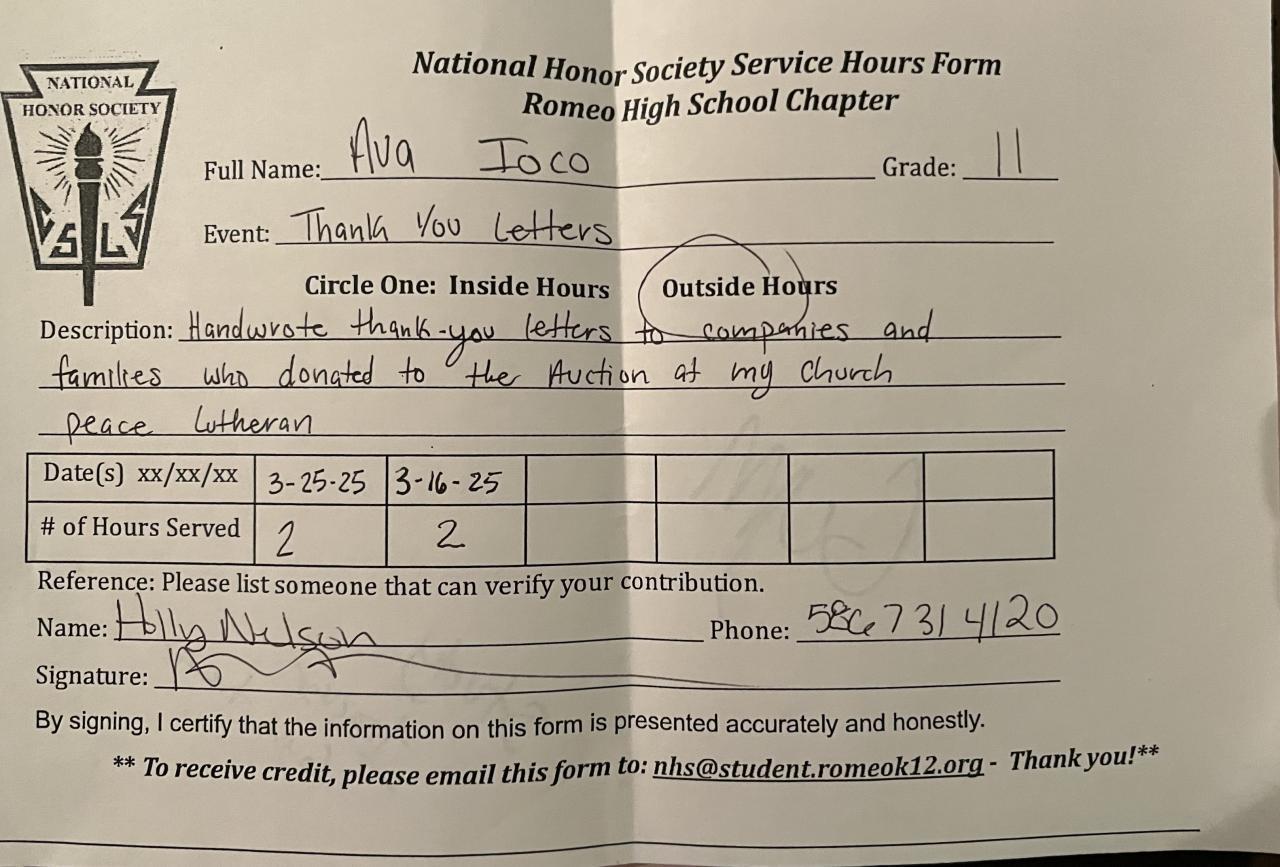 NATIONAL
HONOR SOCIETY
C S L S
National Honor Society Service Hours Form
Romeo High School Chapter
Full Name: Ava Ioco Grade: 11
Event: Thank You Letters
Circle One: Inside Hours Outside Hours
Description: Handwrote thank-you letters to companies and
families who donated to the Auction at my Church
peace Lutheran
Date(s) xx/xx/xx 3-25-25 3-16-25
# of Hours Served 2 2
Reference: Please list someone that can verify your contribution.
Name: Holly Nelson Phone: 586 731 4120
Signature:
By signing, I certify that the information on this form is presented accurately and honestly.
** To receive credit, please email this form to: nhs@student.romeok12.org - Thank you!**